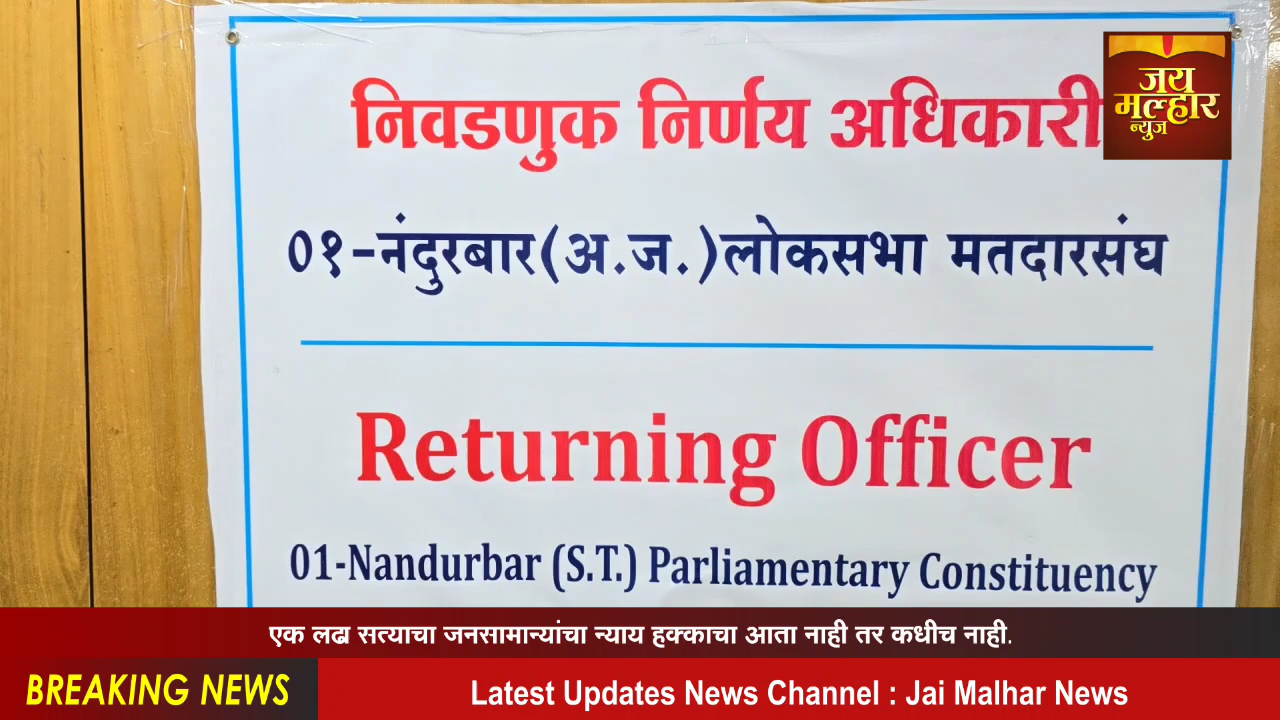 निवडणुक निर्णय अधिकारी
जय
मल्हार
न्युज
०१-नंदुरबार(अ.ज.)लोकसभा मतदारसंघ
Returning Officer
01-Nandurbar (S.T.) Parliamentary Constituency
एक लढा सत्याचा जनसामान्यांचा न्याय हक्काचा आता नाही तर कधीच नाही.
BREAKING NEWS
Latest Updates News Channel : Jai Malhar News